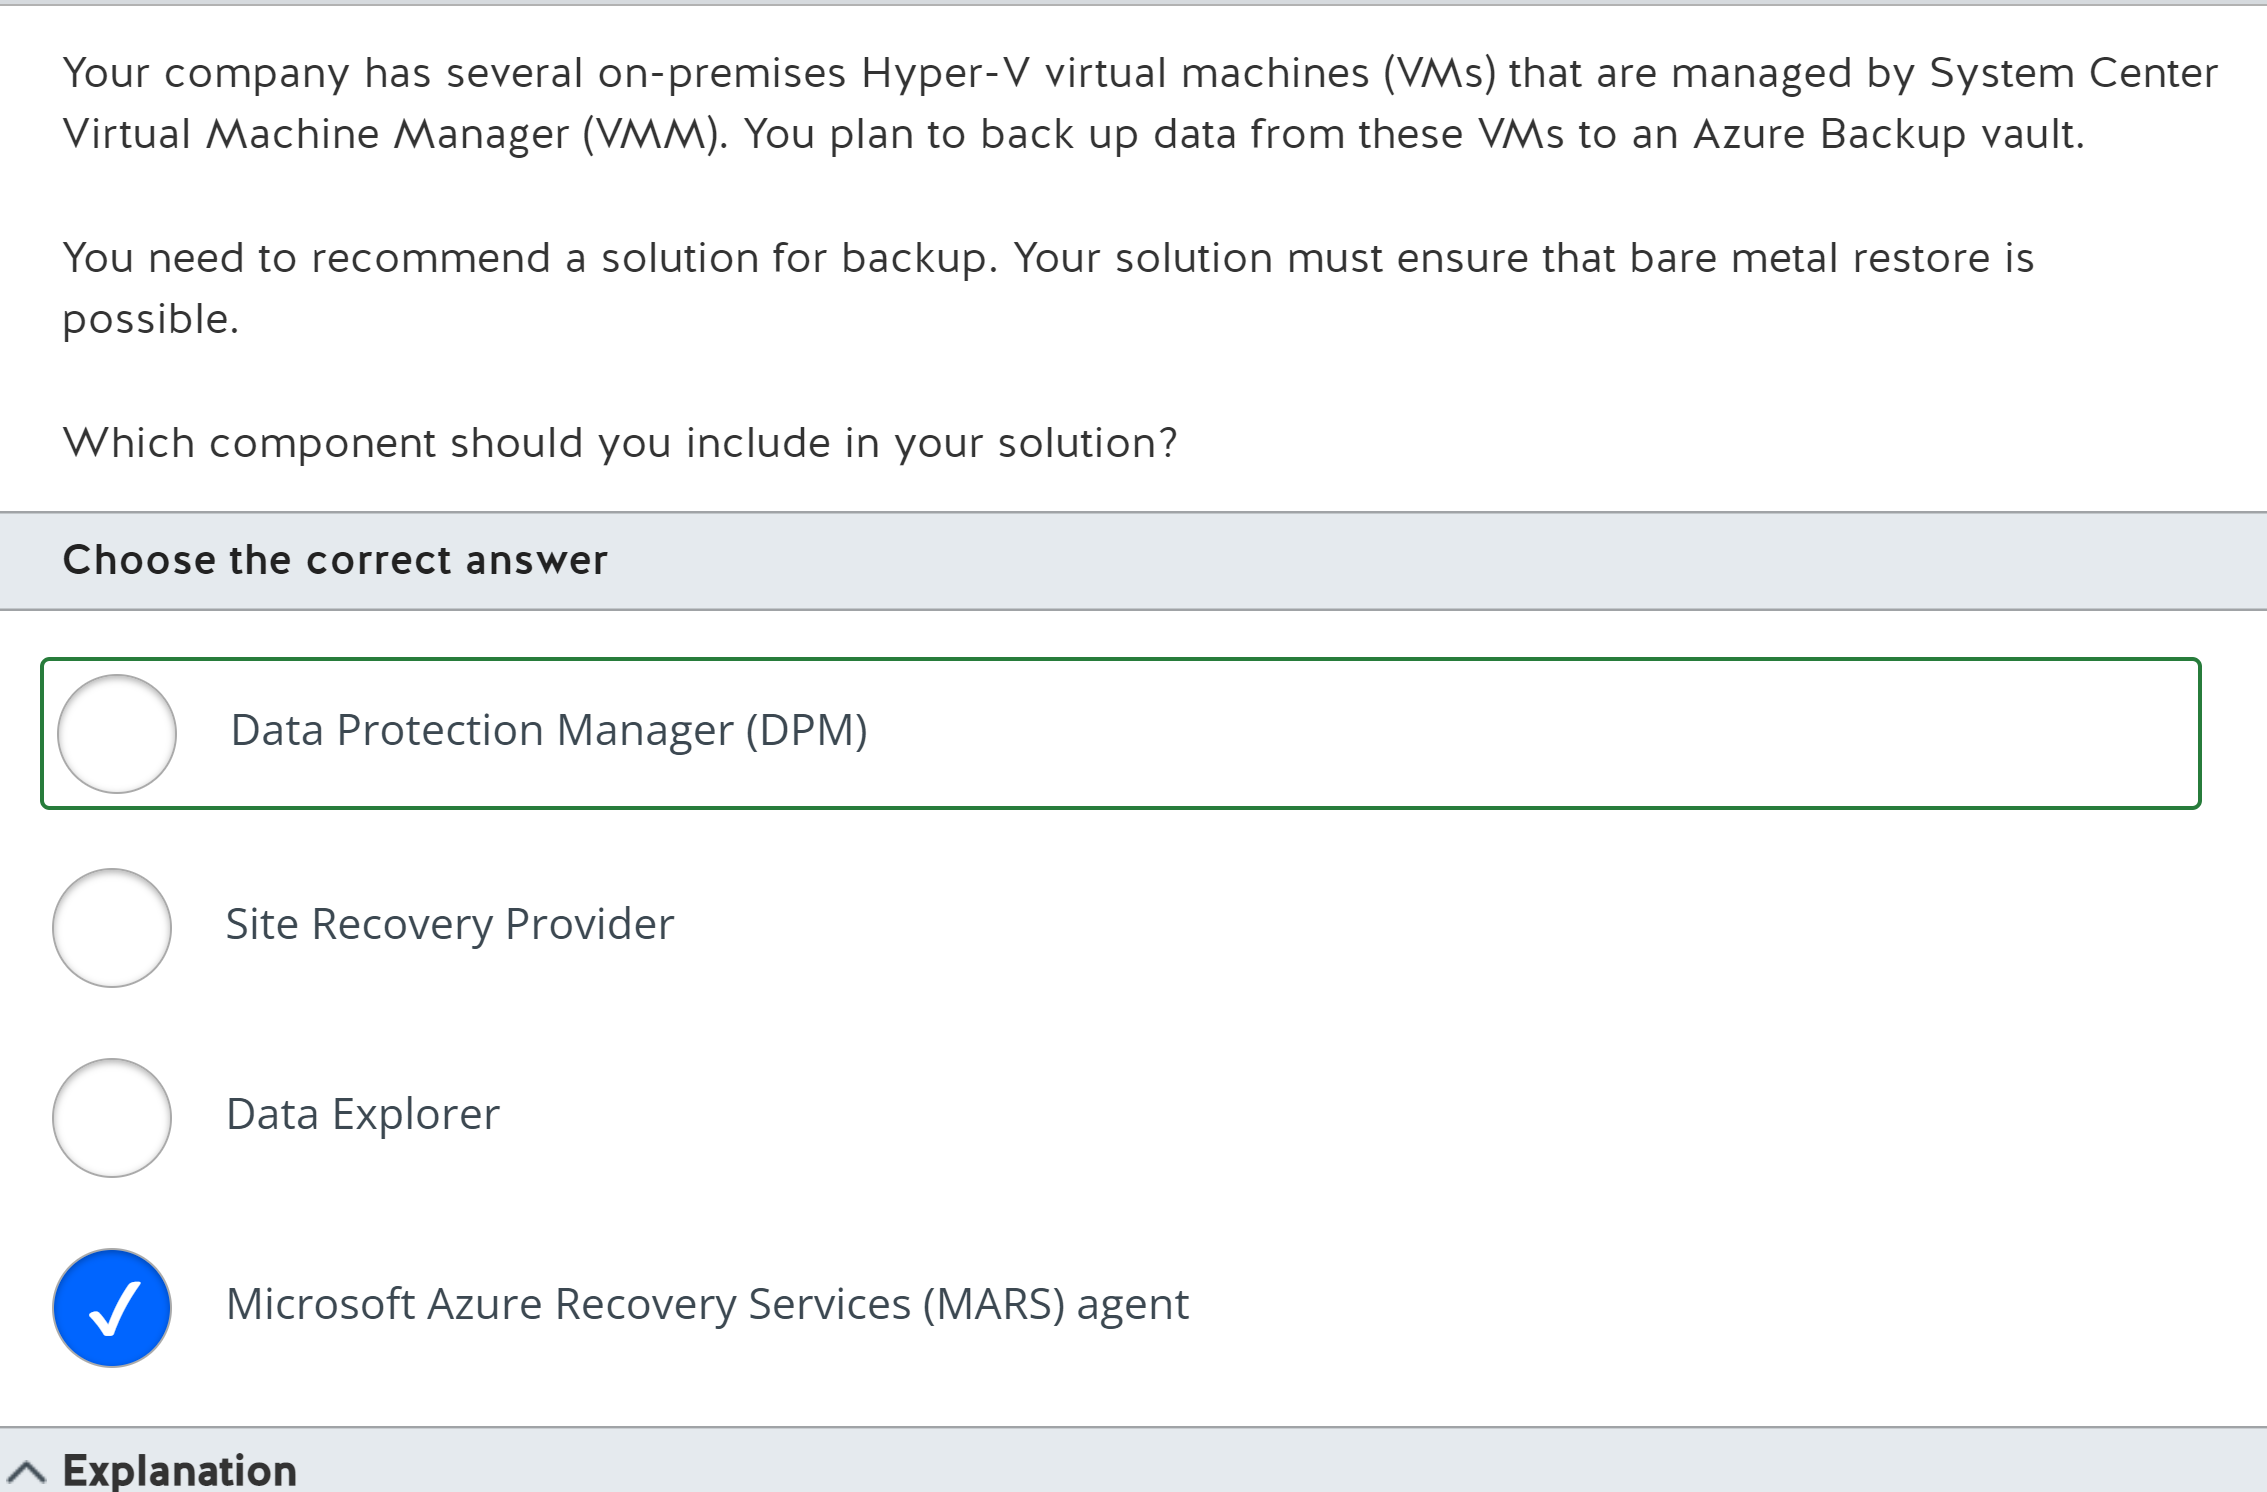 Your company has several on-premises Hyper-V virtual machines (VMs) that are managed by System Center
Virtual Machine Manager (VMM). You plan to back up data from these VMs to an Azure Backup vault.
You need to recommend a solution for backup. Your solution must ensure that bare metal restore is
possible.
Which component should you include in your solution?
Choose the correct answer
Data Protection Manager (DPM)
Site Recovery Provider
Data Explorer
Microsoft Azure Recovery Services (MARS) agent
Explanation